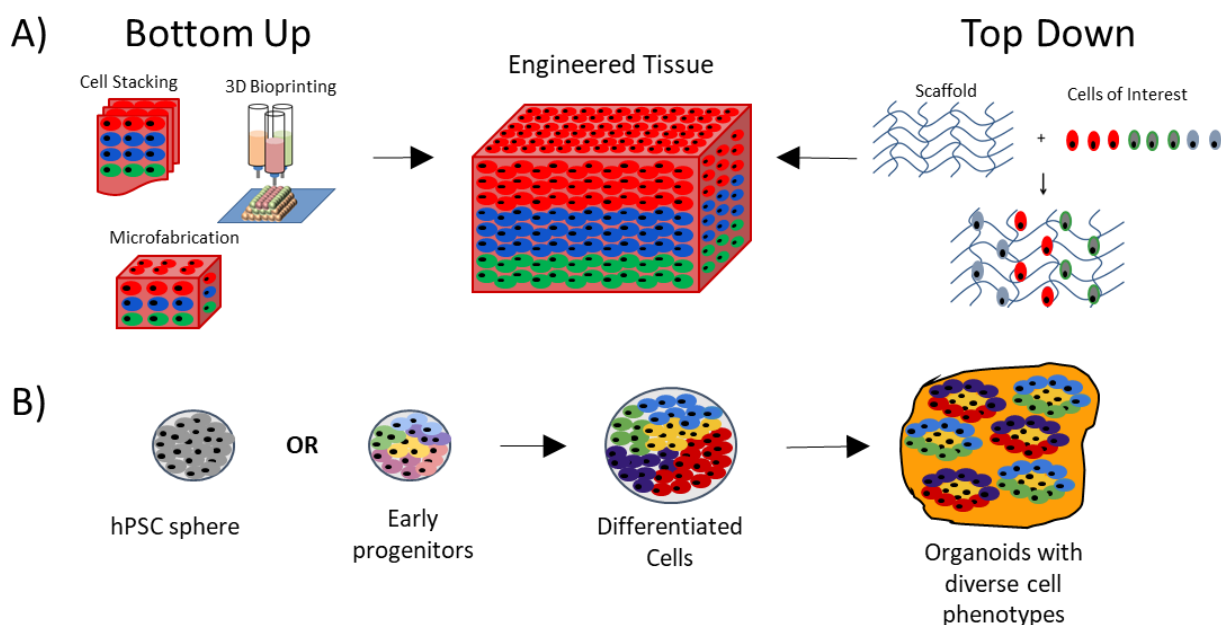 A)
Bottom Up
Top Down
Cell Stacking
3D Bioprinting
Microfabrication
Engineered Tissue
Scaffold
Cells of Interest
+
B)
hPSC sphere
OR
Early
progenitors
Differentiated
Cells
Organoids with
diverse cell
phenotypes